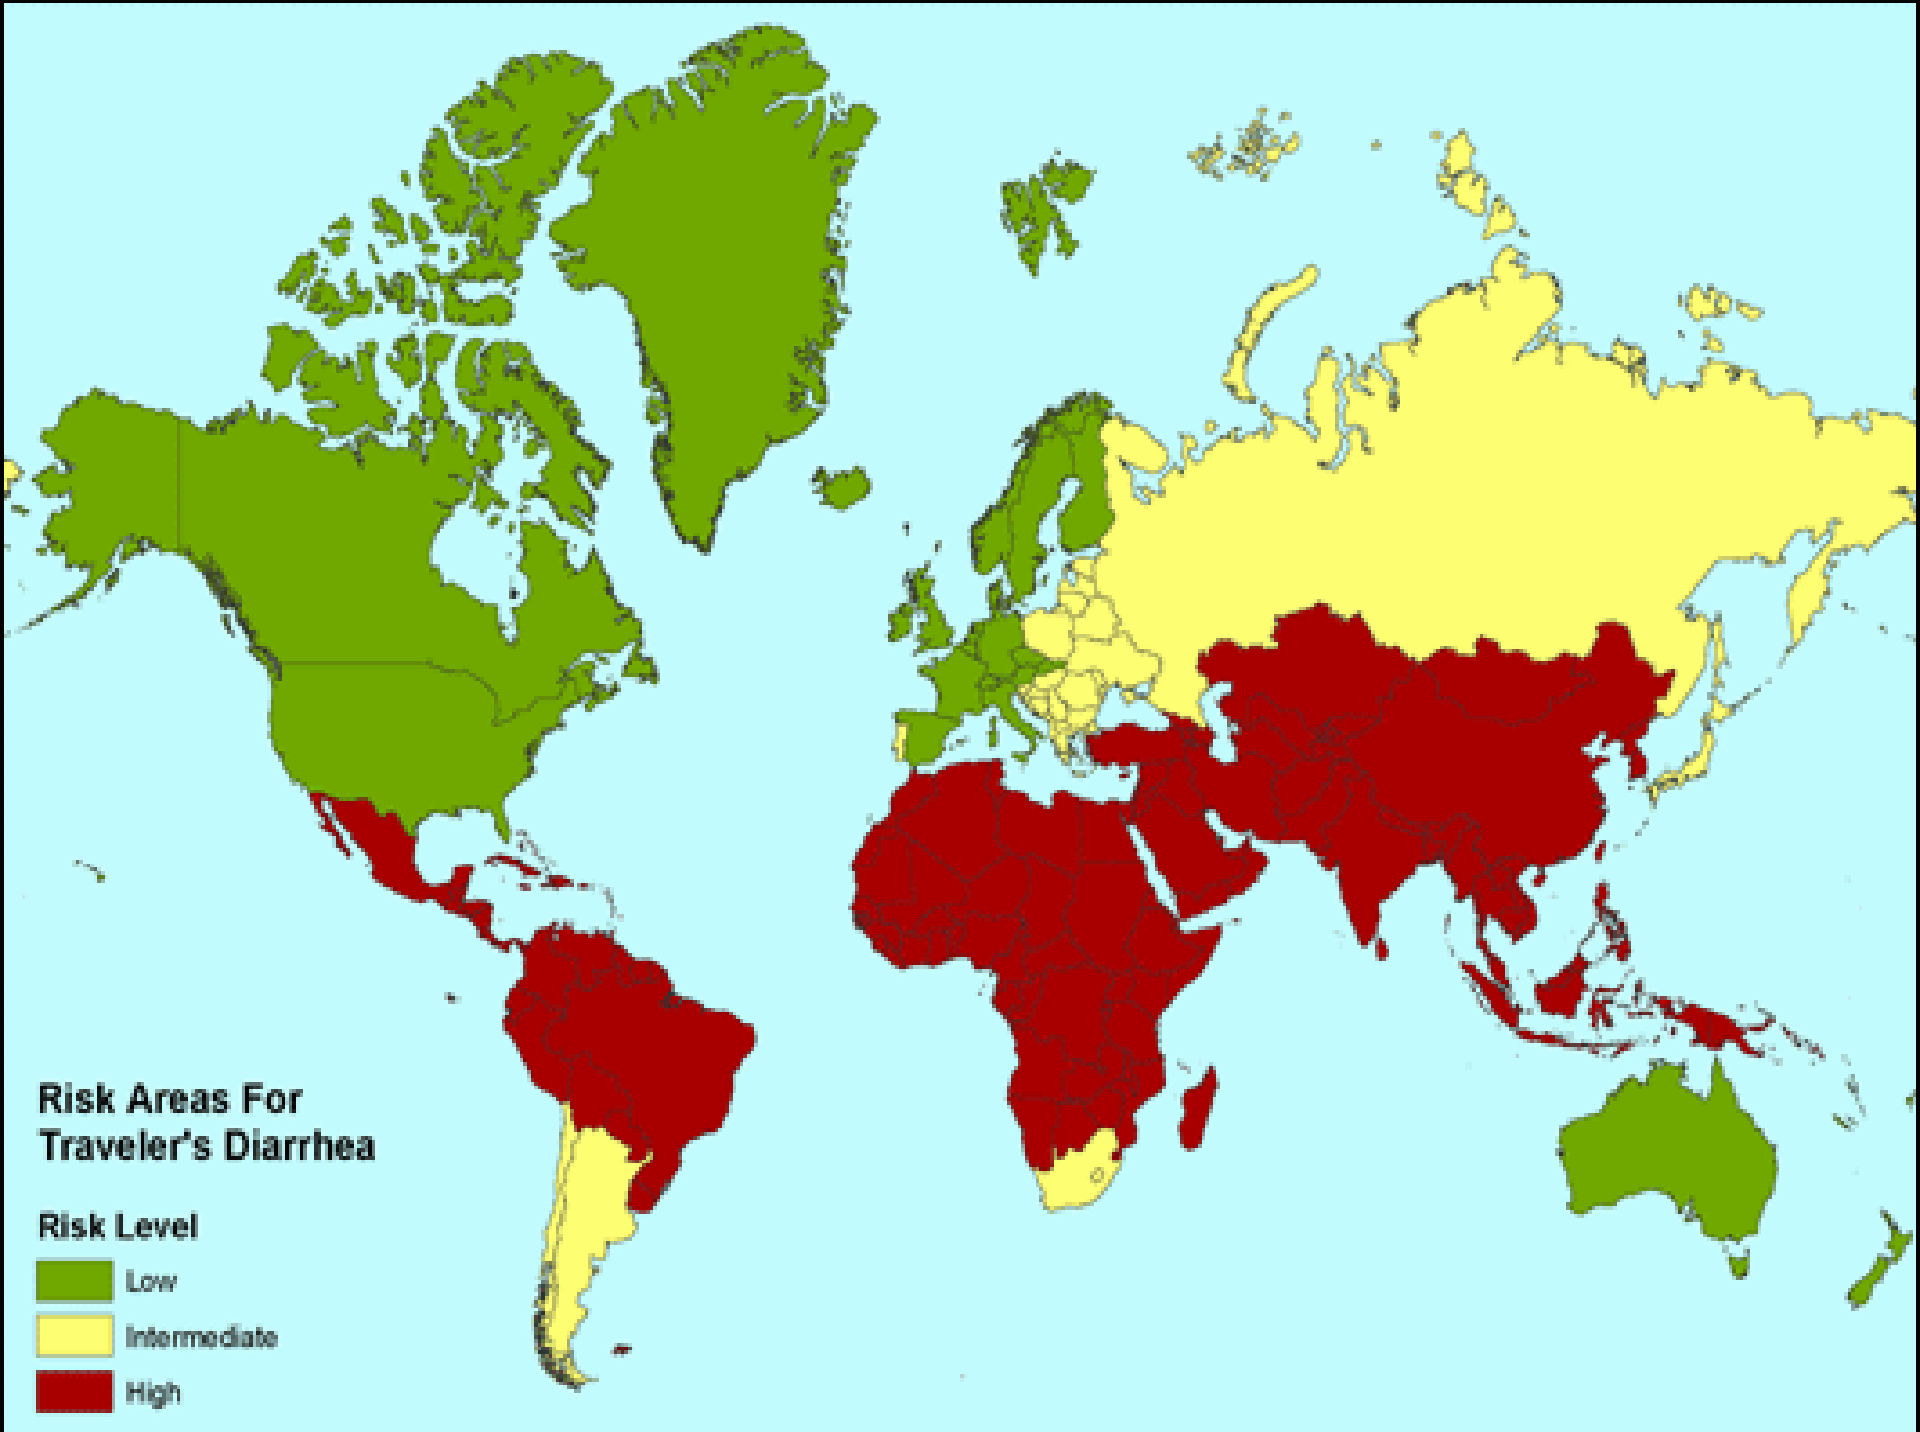 Risk Areas For
Traveler's Diarrhea
Risk Level
Low
Intermediate
High